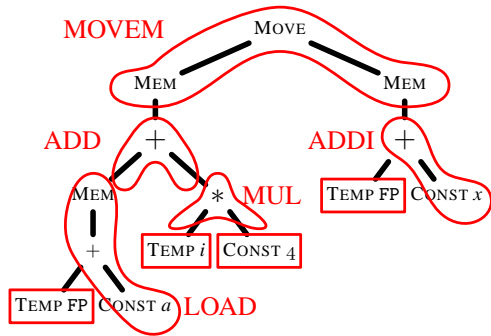 MOVEM MOVE
MEM MEM
ADD + ADDI +
MEM * MUL TEMP FP CONST x
+ TEMP i CONST 4
TEMP FP CONST a LOAD